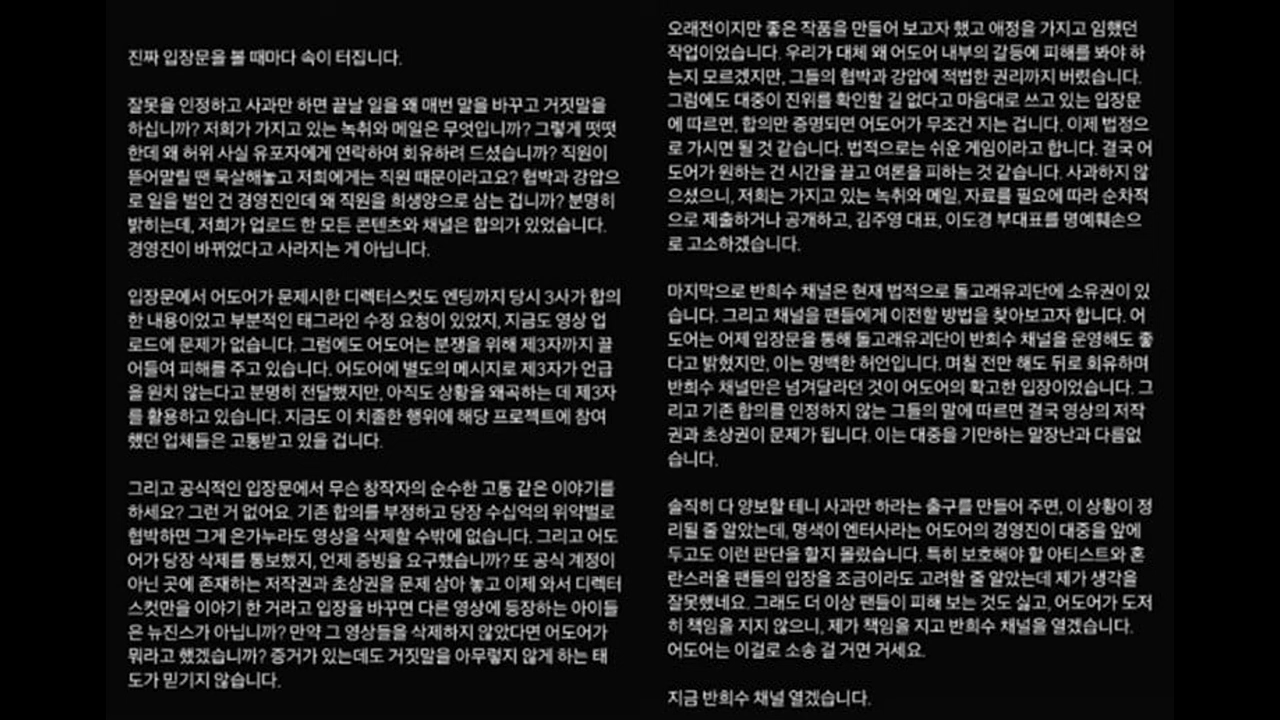 진짜 입장문을 볼 때마다 속이 터집니다.
잘못을 인정하고 사과만 하면 끝날 일을 왜 매번 말을 바꾸고 거짓말을
하십니까? 저희가 가지고 있는 녹취와 메일은 무엇입니까? 그렇게 떳떳
한데 왜 허위 사실 유포자에게 연락하여 회유하려 드셨습니까? 직원이
뜯어말릴 땐 묵살해놓고 저희에게는 직원 때문이라고요? 협박과 강압으
로 일을 벌인 건 경영진인데 왜 직원을 희생양으로 삼는 겁니까? 분명히
밝히는데, 저희가 업로드 한 모든 콘텐츠와 채널은 합의가 있었습니다.
경영진이 바뀌었다고 사라지는 게 아닙니다.
입장문에서 어도어가 문제시한 디렉터스컷도 엔딩까지 당시 3사가 합의
한 내용이었고 부분적인 태그라인 수정 요청이 있었지, 지금도 영상 업
로드에 문제가 없습니다. 그럼에도 어도어는 분쟁을 위해 제3자까지 끌
어들여 피해를 주고 있습니다. 어도어에 별도의 메시지로 제3자가 언급
을 원치 않는다고 분명히 전달했지만, 아직도 상황을 왜곡하는 데 제3자
를 활용하고 있습니다. 지금도 이 치졸한 행위에 해당 프로젝트에 참여
했던 업체들은 고통받고 있을 겁니다.
그리고 공식적인 입장문에서 무슨 창작자의 순수한 고통 같은 이야기를
하세요? 그런 거 없어요. 기존 합의를 부정하고 당장 수십억의 위약벌로
협박하면 그게 은가누라도 영상을 삭제할 수밖에 없습니다. 그리고 어도
어가 당장 삭제를 통보했지, 언제 증빙을 요구했습니까? 또 공식 계정이
아닌 곳에 존재하는 저작권과 초상권을 문제 삼아 놓고 이제 와서 디렉터
스컷만을 이야기 한 거라고 입장을 바꾸면 다른 영상에 등장하는 아이들
은 뉴진스가 아닙니까? 만약 그 영상들을 삭제하지 않았다면 어도어가
뭐라고 했겠습니까? 증거가 있는데도 거짓말을 아무렇지 않게 하는 태
도가 믿기지 않습니다.
오래전이지만 좋은 작품을 만들어 보고자 했고 애정을 가지고 임했던
작업이었습니다. 우리가 대체 왜 어도어 내부의 갈등에 피해를 봐야 하
는지 모르겠지만, 그들의 협박과 강압에 적법한 권리까지 버렸습니다.
그럼에도 대중이 진위를 확인할 길 없다고 마음대로 쓰고 있는 입장문
에 따르면, 합의만 증명되면 어도어가 무조건 지는 겁니다. 이제 법정으
로 가시면 될 것 같습니다. 법적으로는 쉬운 게임이라고 합니다. 결국 어
도어가 원하는 건 시간을 끌고 여론을 피하는 것 같습니다. 사과하지 않
으셨으니, 저희는 가지고 있는 녹취와 메일, 자료를 필요에 따라 순차적
으로 제출하거나 공개하고, 김주영 대표, 이도경 부대표를 명예훼손으
로 고소하겠습니다.
마지막으로 반희수 채널은 현재 법적으로 돌고래유괴단에 소유권이 있
습니다. 그리고 채널을 팬들에게 이전할 방법을 찾아보고자 합니다. 어
도어는 어제 입장문을 통해 돌고래유괴단이 반희수 채널을 운영해도 좋
다고 밝혔지만, 이는 명백한 허언입니다. 며칠 전만 해도 뒤로 회유하며
반희수 채널만은 넘겨달라던 것이 어도어의 확고한 입장이었습니다. 그
리고 기존 합의를 인정하지 않는 그들의 말에 따르면 결국 영상의 저작
권과 초상권이 문제가 됩니다. 이는 대중을 기만하는 말장난과 다름없
습니다.
솔직히 다 양보할 테니 사과만 하라는 출구를 만들어 주면, 이 상황이 정
리될 줄 알았는데, 명색이 엔터사라는 어도어의 경영진이 대중을 앞에
두고도 이런 판단을 할지 몰랐습니다. 특히 보호해야 할 아티스트와 혼
란스러울 팬들의 입장을 조금이라도 고려할 줄 알았는데 제가 생각을
잘못했네요. 그래도 더 이상 팬들이 피해 보는 것도 싫고, 어도어가 도저
히 책임을 지지 않으니, 제가 책임을 지고 반희수 채널을 열겠습니다.
어도어는 이걸로 소송 걸 거면 거세요.
지금 반희수 채널 열겠습니다.